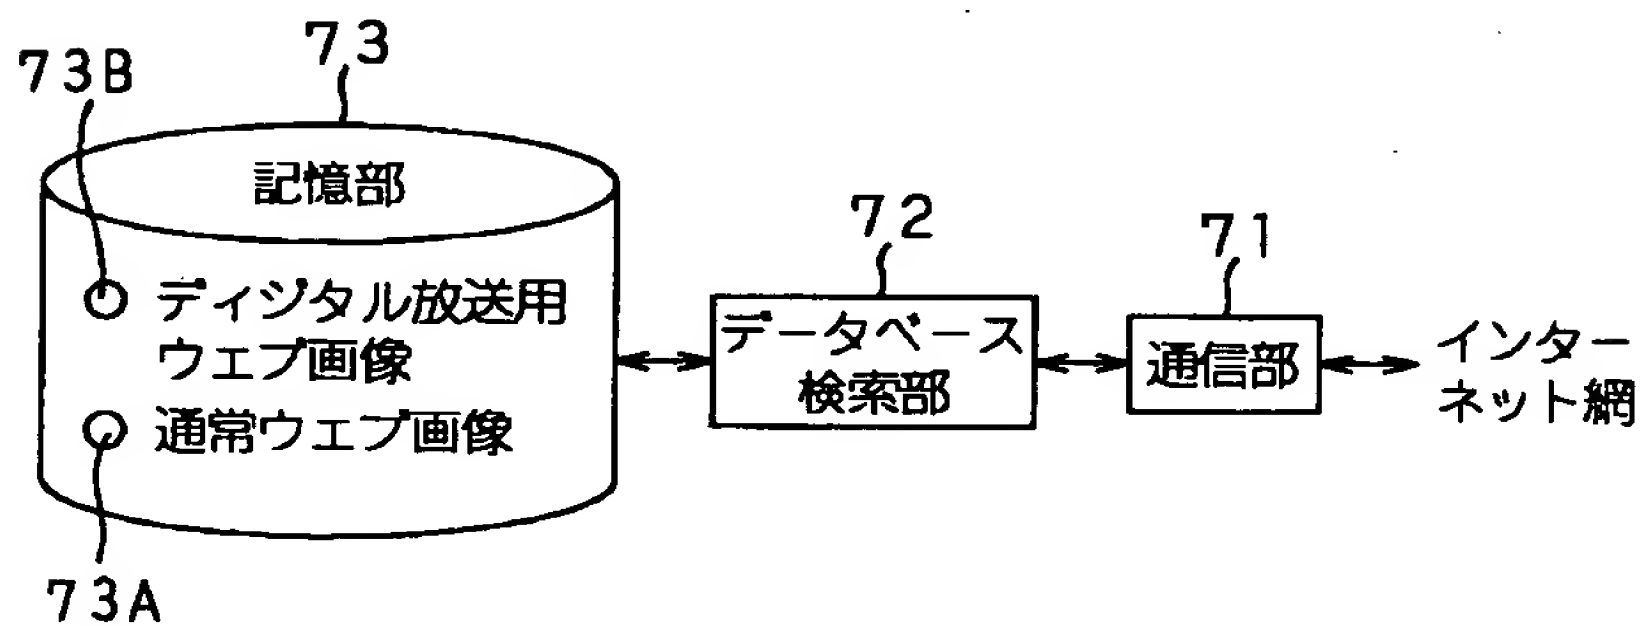 73
73B
記憶部
ディジタル放送用
ウェブ画像
通常ウェブ画像
73A
72
データベース
検索部
71
通信部
インター
ネット網